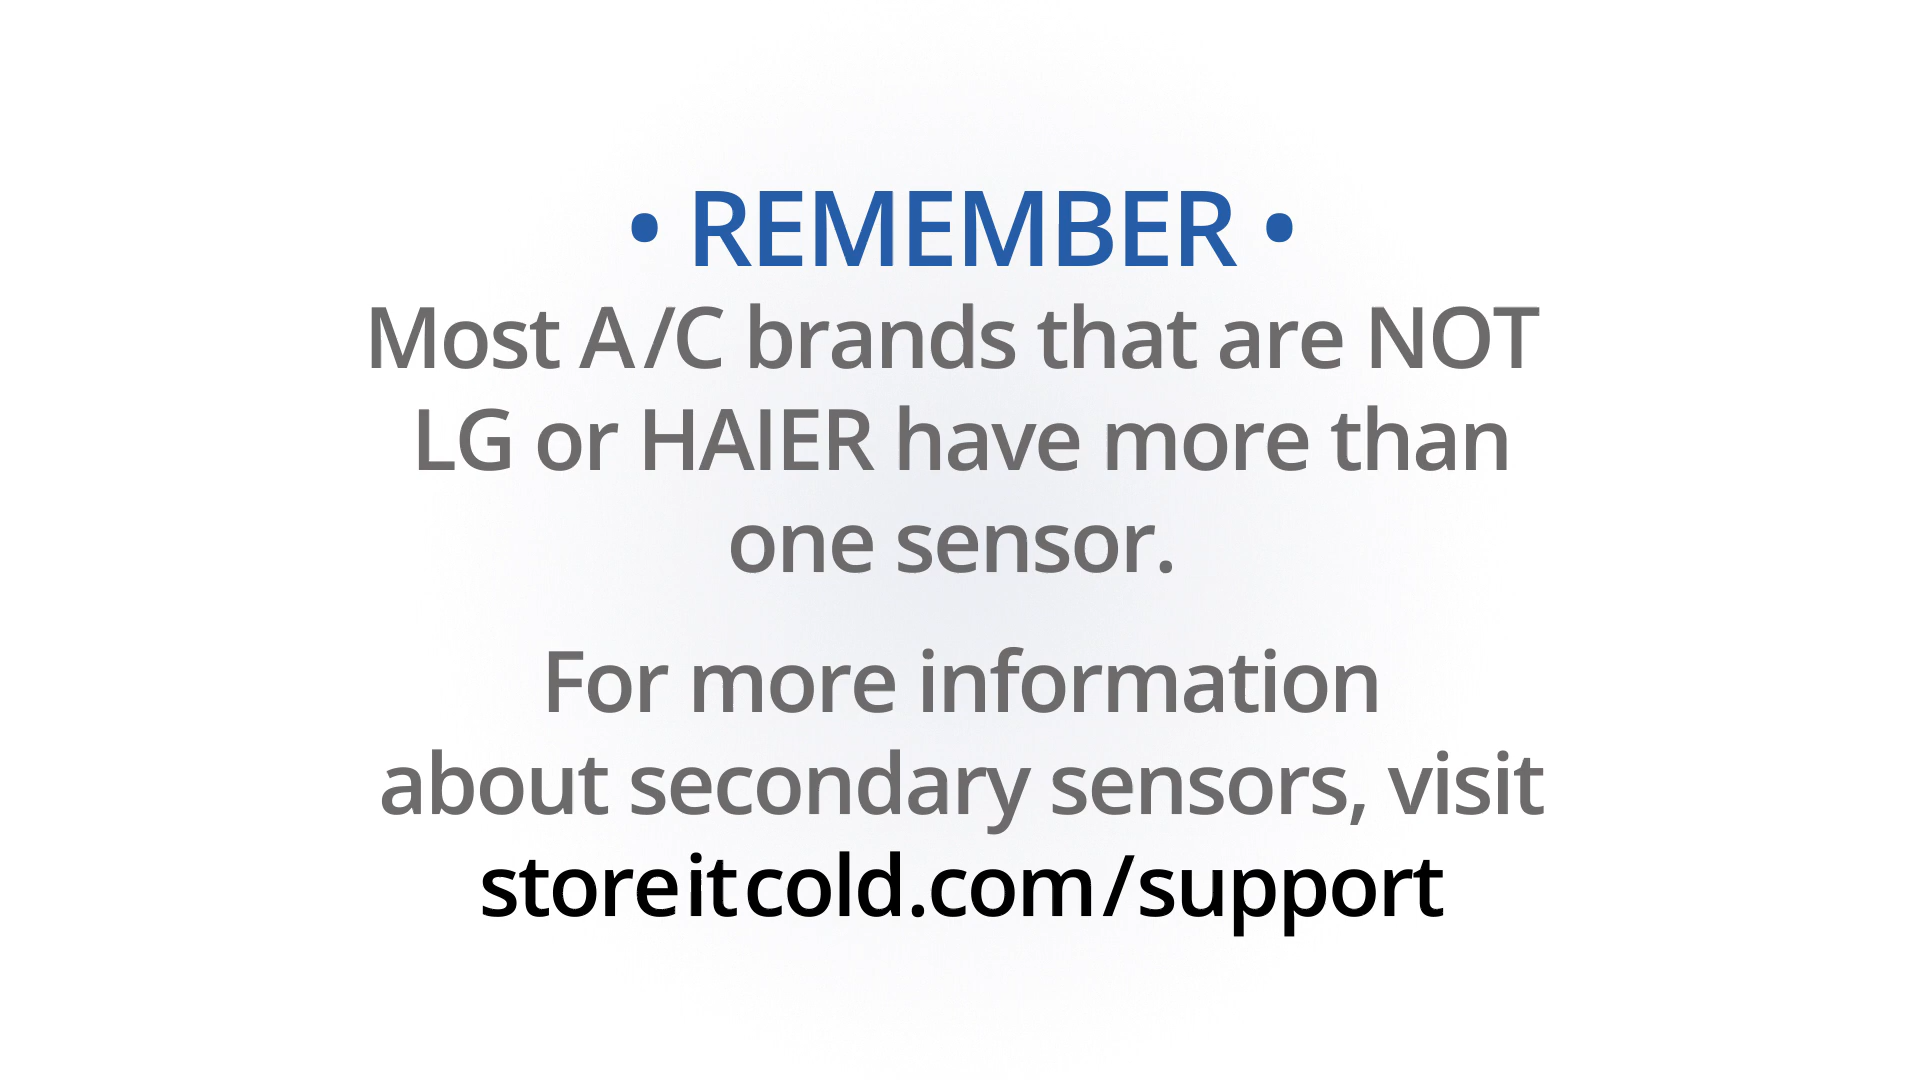 • REMEMBER •
Most A/C brands that are NOT
LG or HAIER have more than
one sensor.
For more information
about secondary sensors, visit
storeitcold.com/support